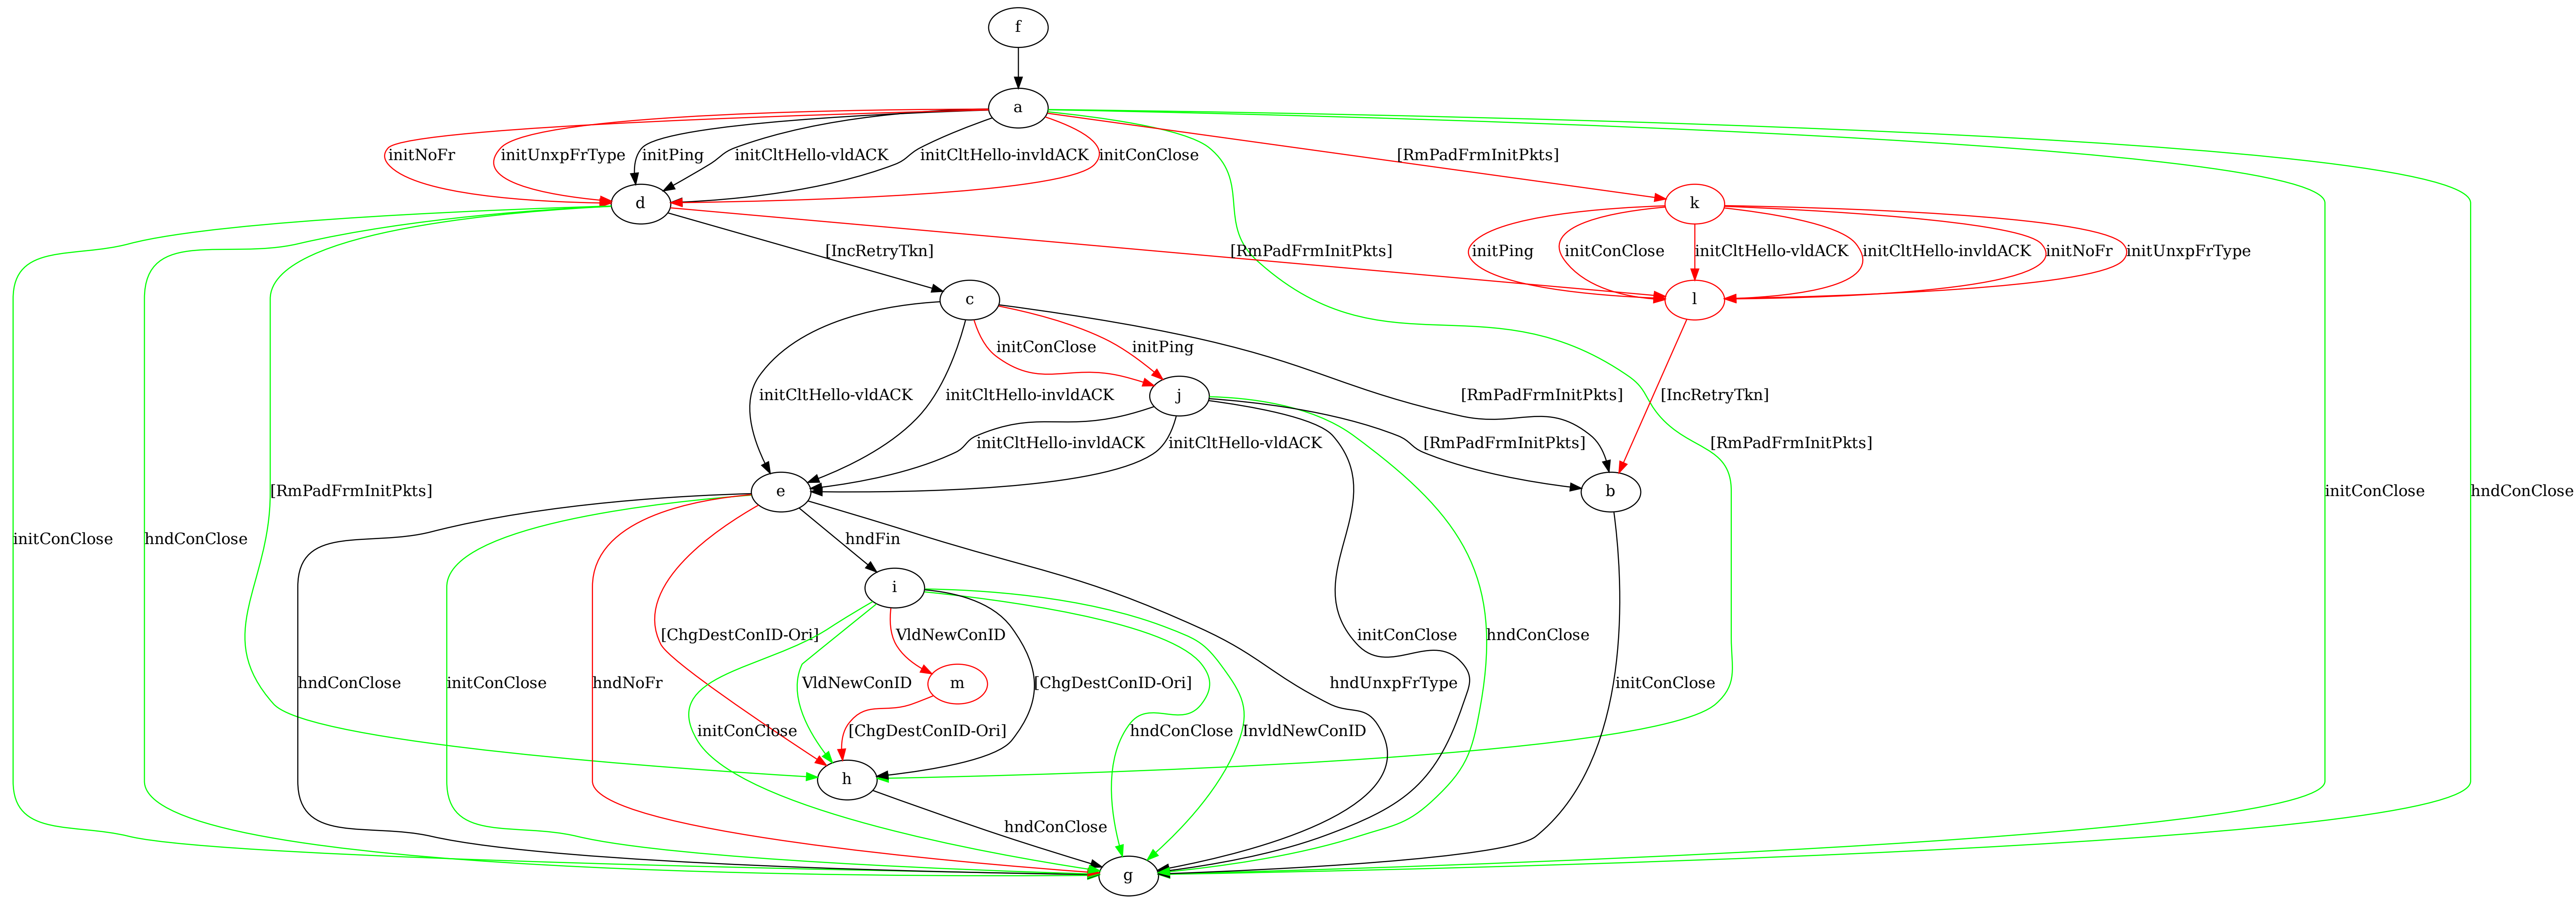 f
a
initNoFr
initUnxpFrType
initPing
initCltHello-vldACK
initCltHello-invldACK
initConClose
[RmPadFrmInitPkts]
d
k
[IncRetryTkn]
[RmPadFrmInitPkts]
initPing
initConClose
initCltHello-vldACK
initCltHello-invldACK
initNoFr
initUnxpFrType
c
l
initConClose
initPing
initCltHello-vldACK
initCltHello-invldACK
j
[RmPadFrmInitPkts]
[IncRetryTkn]
initCltHello-invldACK
initCltHello-vldACK
[RmPadFrmInitPkts]
[RmPadFrmInitPkts]
[RmPadFrmInitPkts]
e
b
initConClose
hndConClose
initConClose
hndConClose
hndFin
i
[ChgDestConID-Ori]
VldNewConID
initConClose
hndConClose
hndConClose
initConClose
hndNoFr
VldNewConID
m
[ChgDestConID-Ori]
hndUnxpFrType
initConClose
initConClose
[ChgDestConID-Ori]
hndConClose
InvldNewConID
h
hndConClose
g